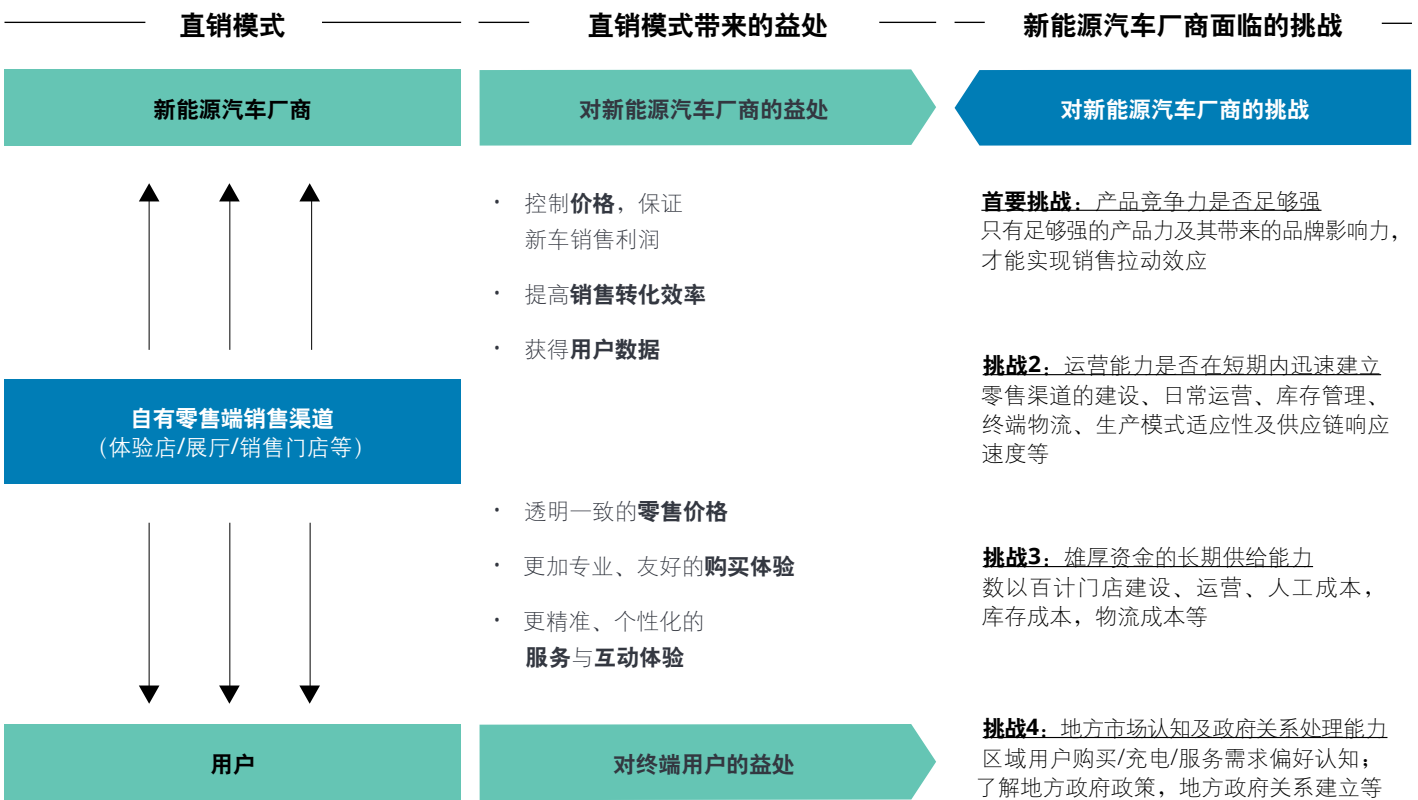 直销模式
新能源汽车厂商
自有零售端销售渠道
（体验店/展厅/销售门店等）
用户
直销模式带来的益处
对新能源汽车厂商的益处
· 控制价格，保证
新车销售利润
· 提高销售转化效率
· 获得用户数据
· 透明一致的零售价格
· 更加专业、友好的购买体验
· 更精准、个性化的
服务与互动体验
对终端用户的益处
新能源汽车厂商面临的挑战
对新能源汽车厂商的挑战
首要挑战：产品竞争力是否足够强
只有足够强的产品力及其带来的品牌影响力，
才能实现销售拉动效应
挑战2：运营能力是否在短期内迅速建立
零售渠道的建设、日常运营、库存管理、
终端物流、生产模式适应性及供应链响应
速度等
挑战3：雄厚资金的长期供给能力
数以百计门店建设、运营、人工成本，
库存成本，物流成本等
挑战4：地方市场认知及政府关系处理能力
区域用户购买/充电/服务需求偏好认知；
了解地方政府政策，地方政府关系建立等